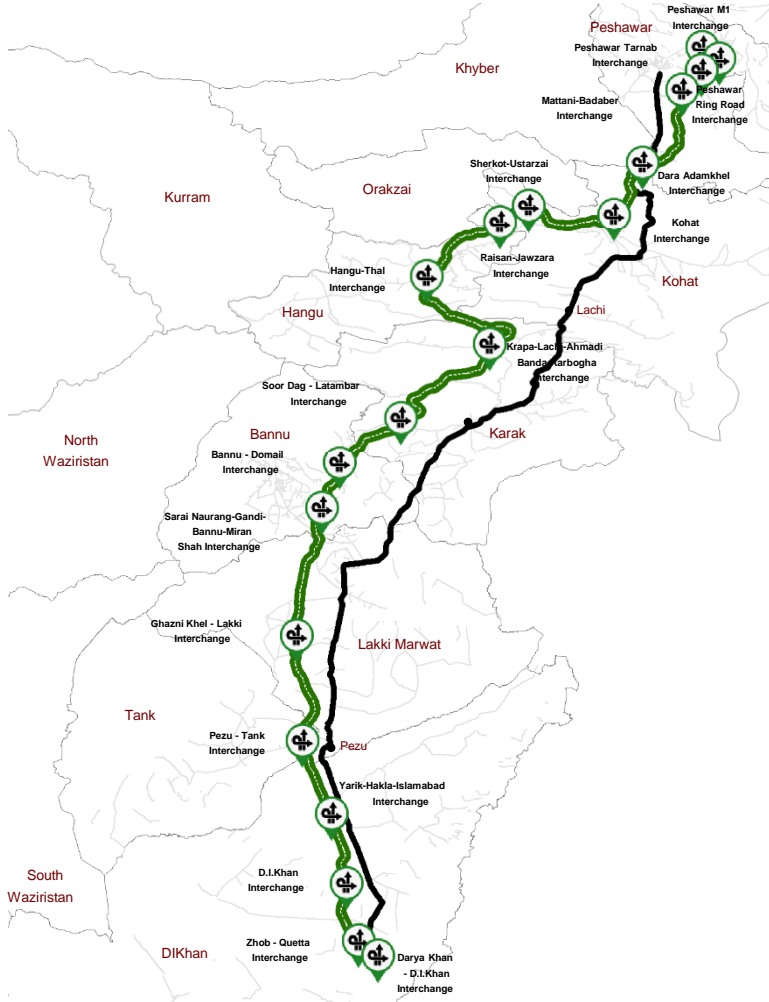 Peshawar M1
Interchange
Peshawar
Peshawar Tarnab
Interchange
Khyber
Peshawar
Ring Road
Interchange
Mattani-Badaber
Interchange
Sherkot-Ustarzai
Interchange
Dara Adamkhel
Interchange
Orakzai
Kurram
Kohat
Interchange
Raisan-Jawzara
Interchange
Hangu-Thal
Interchange
Kohat
Hangu
Lachi
Krapa-Lachi-Ahmadi
Banda-Karbogha
Interchange
Soor Dag - Latambar
Interchange
Bannu
Karak
North
Waziristan
Bannu - Domail
Interchange
Sarai Naurang-Gandi-
Bannu-Miran
Shah Interchange
Ghazni Khel - Lakki
Interchange
Lakki Marwat
Tank
Pezu - Tank
Interchange
Pezu
Yarik-Hakla-Islamabad
Interchange
South
Waziristan
D.I.Khan
Interchange
DIKhan
Zhob - Quetta
Interchange
Darya Khan
- D.I.Khan
Interchange